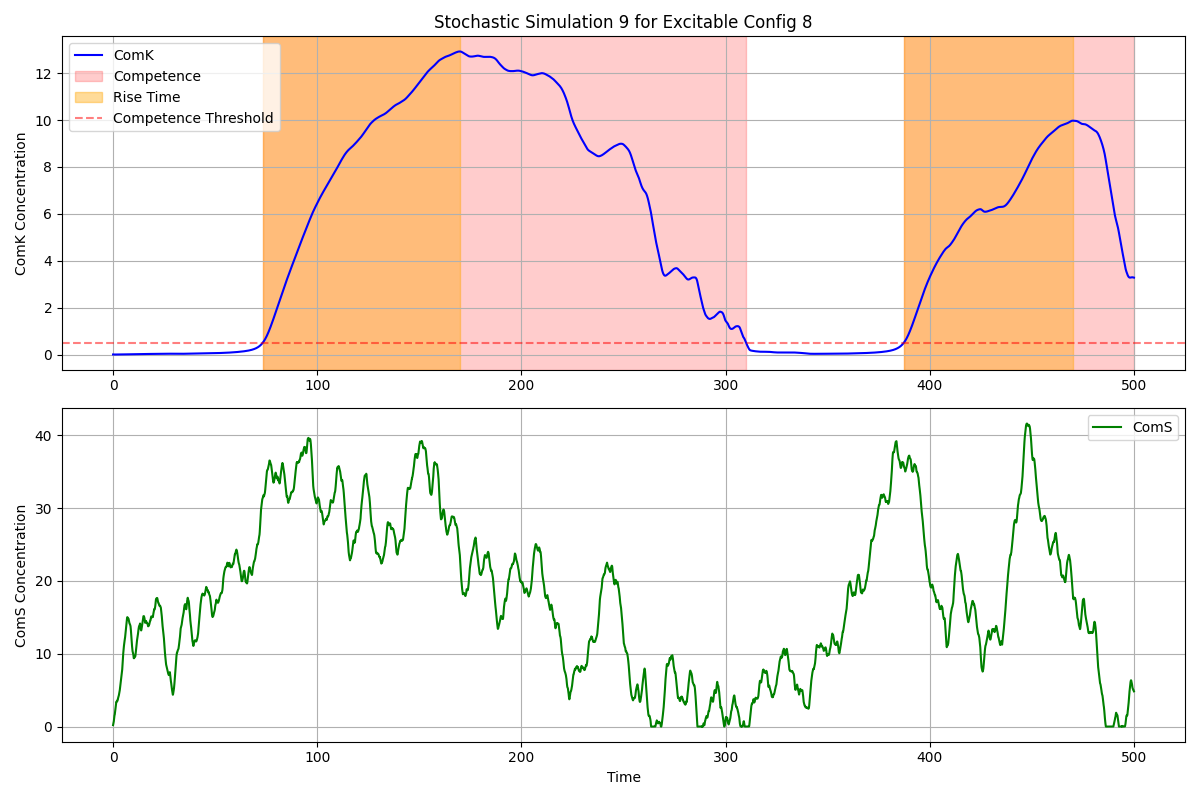 Stochastic Simulation 9 for Excitable Config 8
ComK
Competence
Rise Time
Competence Threshold
ComK Concentration
12
10
8
6
4
2
0
0 100 200 300 400 500
ComS
ComS Concentration
40
30
20
10
0
0 100 200 300 400 500
Time